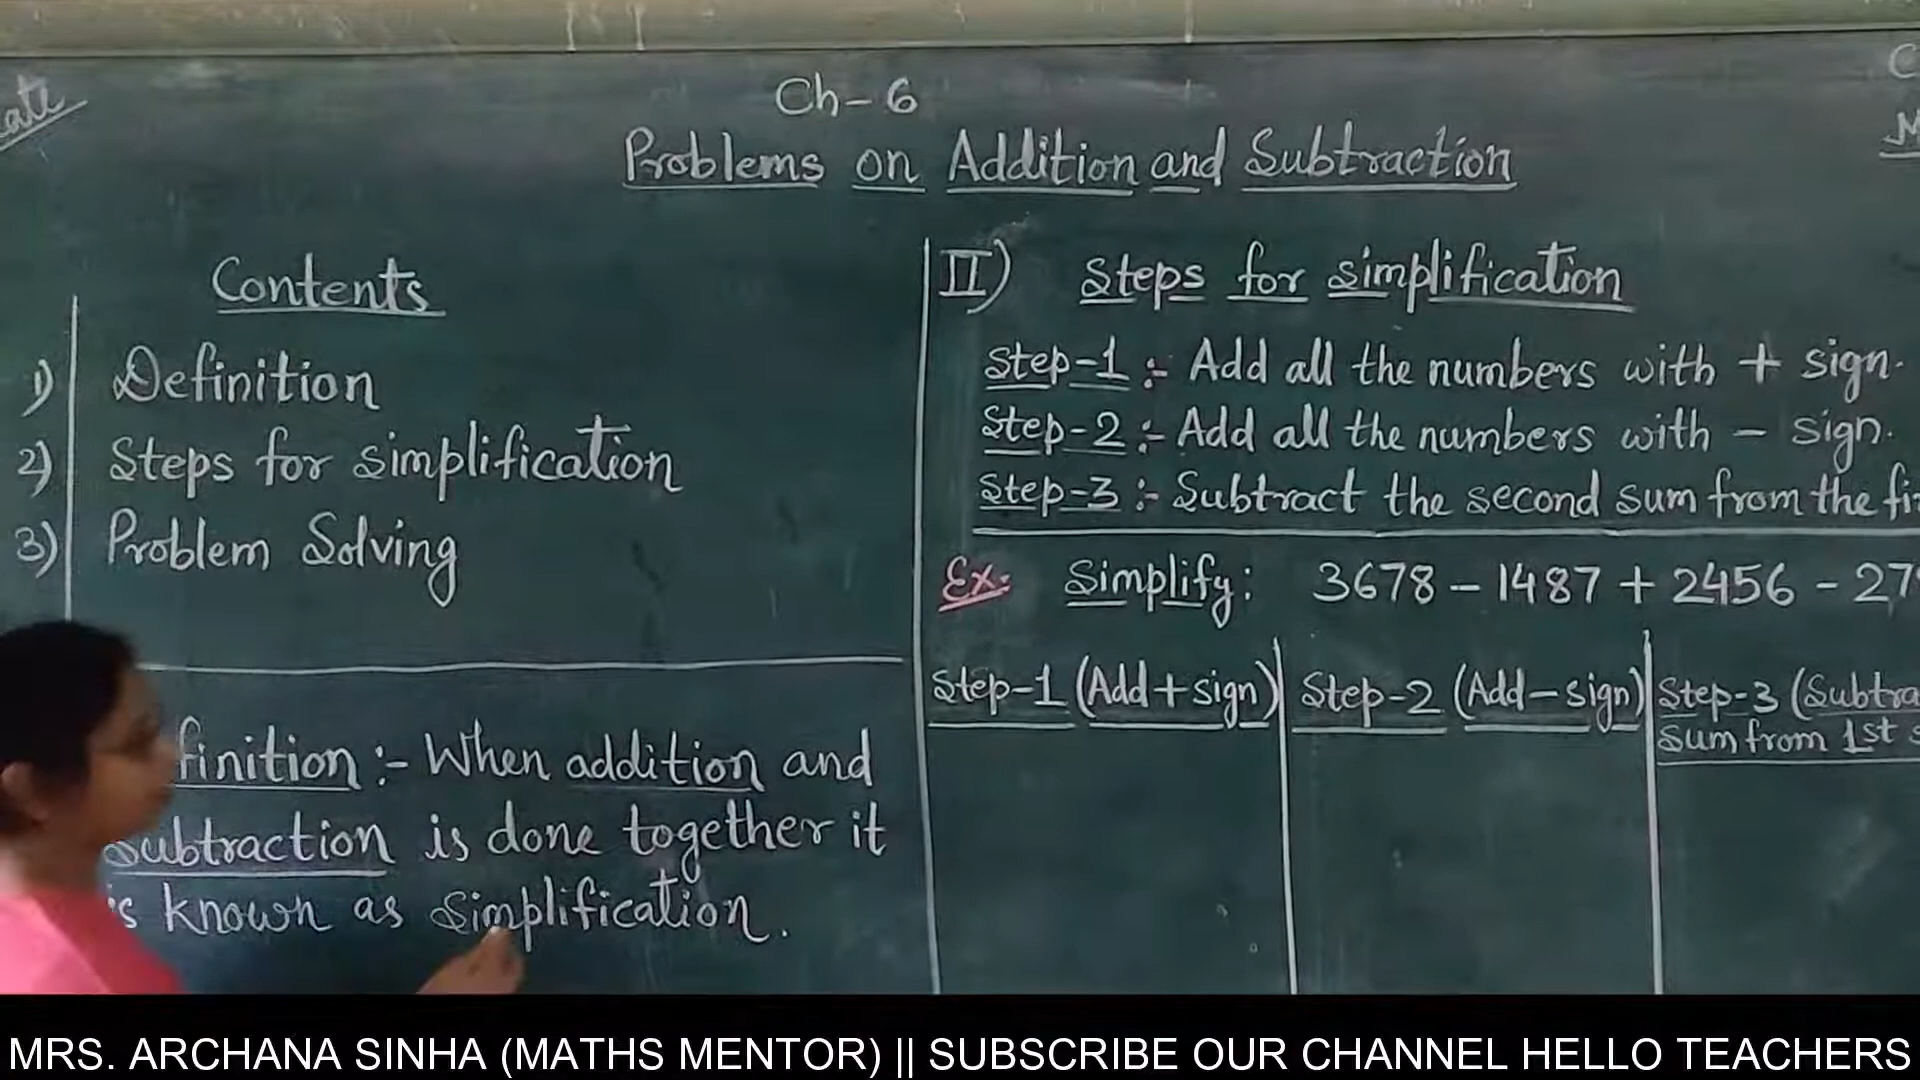 Ch-6
Problems on Addition and Subtraction
Contents
1) Definition
2) Steps for simplification
3) Problem Solving
finition :- When addition and
Subtraction is done together it
is known as simplification.
II) Steps for simplification
Step-1 :- Add all the numbers with + sign.
Step-2 :- Add all the numbers with - sign.
Step-3 :- Subtract the second sum from the fi
Ex. Simplify: 3678 - 1487 + 2456 - 279
Step-1 (Add + sign)
Step-2 (Add - sign)
Step-3 (Subtra
Sum from 1st s
MRS. ARCHANA SINHA (MATHS MENTOR) || SUBSCRIBE OUR CHANNEL HELLO TEACHERS